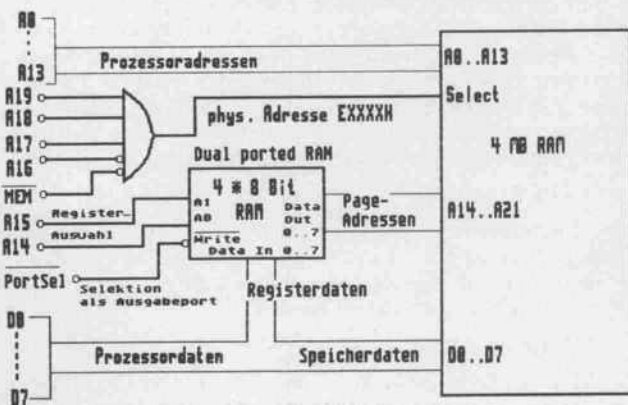 A0
A13
Prozessoradressen
A0..A13
A19
A18
A17
A16
MEM
phys. Adresse EXXXXH
Select
4 MB RAM
Dual ported RAM
4 * 8 Bit
RAM
A1
A0
Data
Out
0..7
Write
Data In 0..7
A15
A14
Register-
Auswahl
Page-
Adressen
A14..A21
PortSel
Selektion
als Ausgabeport
Registerdaten
D0
D7
Prozessordaten
Speicherdaten
D0..D7